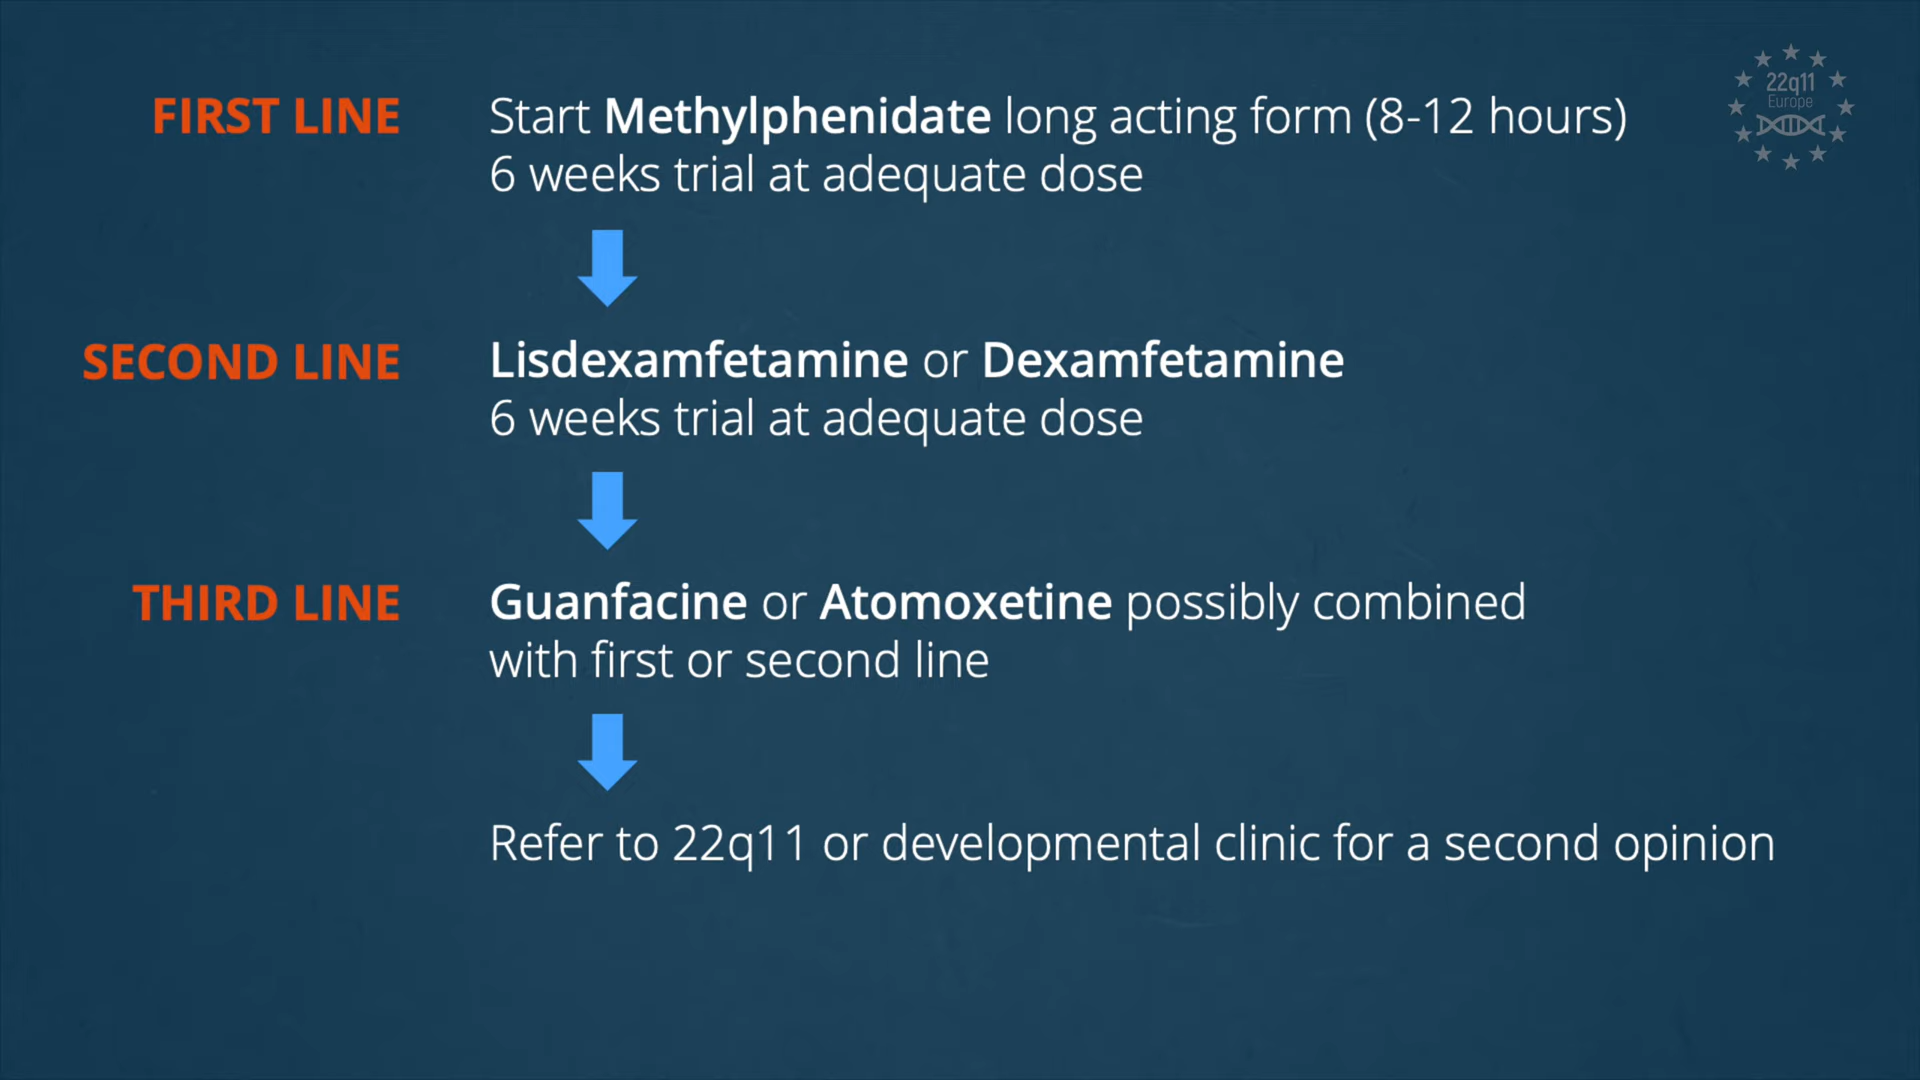 22q11
Europe
FIRST LINE
Start Methylphenidate long acting form (8-12 hours)
6 weeks trial at adequate dose
SECOND LINE
Lisdexamfetamine or Dexamfetamine
6 weeks trial at adequate dose
THIRD LINE
Guanfacine or Atomoxetine possibly combined
with first or second line
Refer to 22q11 or developmental clinic for a second opinion